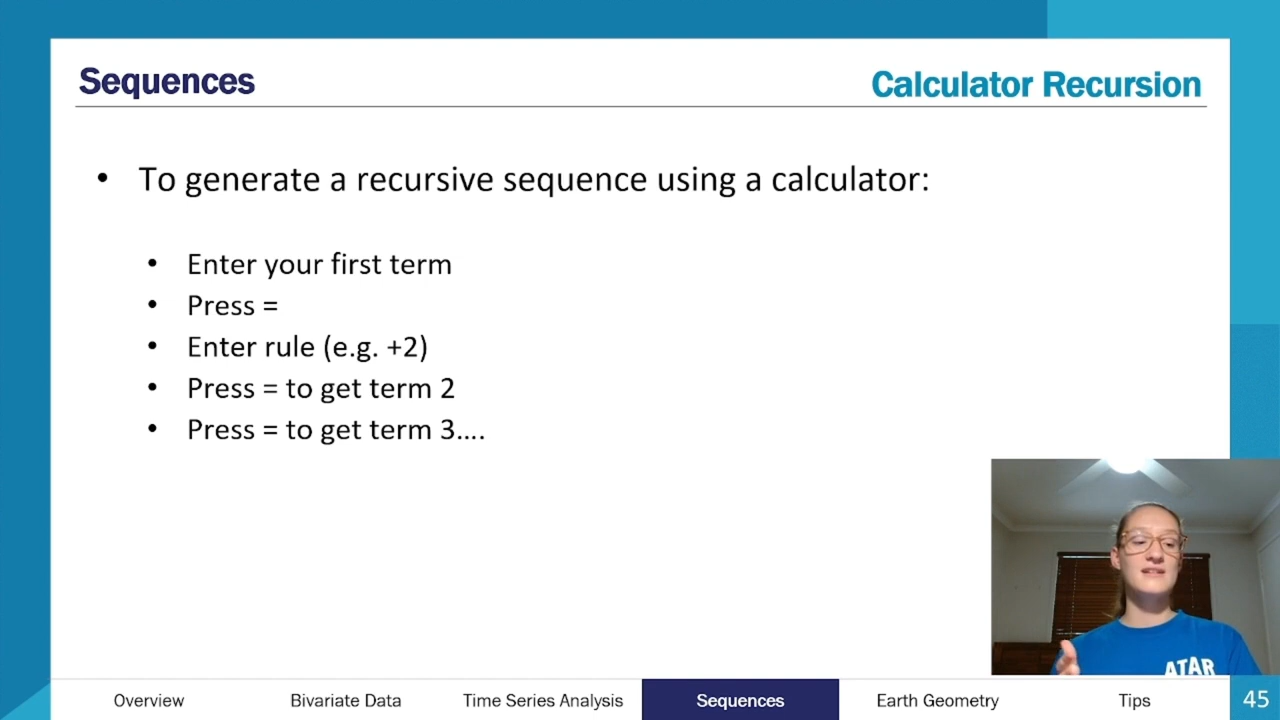 Sequences
Calculator Recursion
• To generate a recursive sequence using a calculator:
• Enter your first term
• Press =
• Enter rule (e.g. +2)
• Press = to get term 2
• Press = to get term 3....
ATAR
Overview Bivariate Data Time Series Analysis Sequences Earth Geometry Tips 45